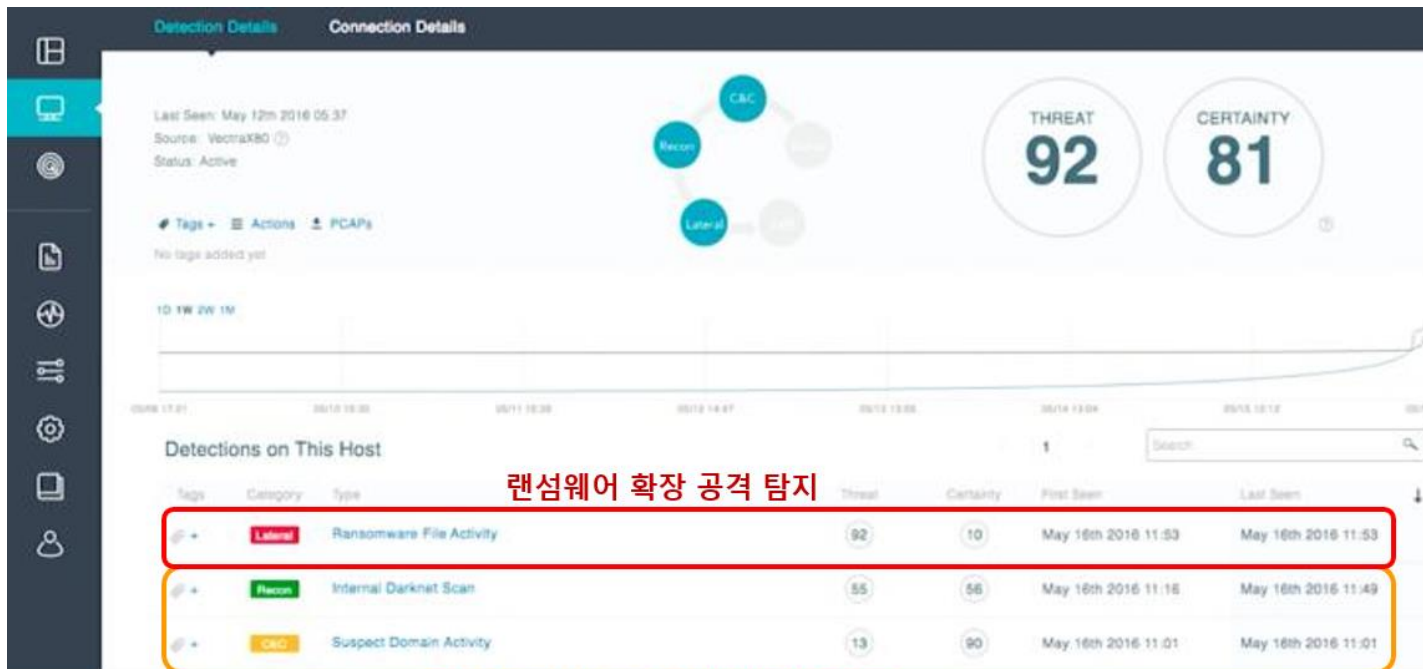 Detection Details Connection Details
Last Seen: May 12th 2016 05:37
Source: VectraX80
Status: Active
Tags + Actions PCAPs
No tags added yet
C&C
Recon
Lateral
THREAT
92
CERTAINTY
81
1D 1W 2W 1M
Detections on This Host
1
Search
랜섬웨어 확장 공격 탐지
Tags Category Type Threat Certainty First Seen Last Seen
+ Lateral Ransomware File Activity 92 10 May 16th 2016 11:53 May 16th 2016 11:53
+ Recon Internal Darknet Scan 55 56 May 16th 2016 11:16 May 16th 2016 11:49
+ C&C Suspect Domain Activity 13 90 May 16th 2016 11:01 May 16th 2016 11:01